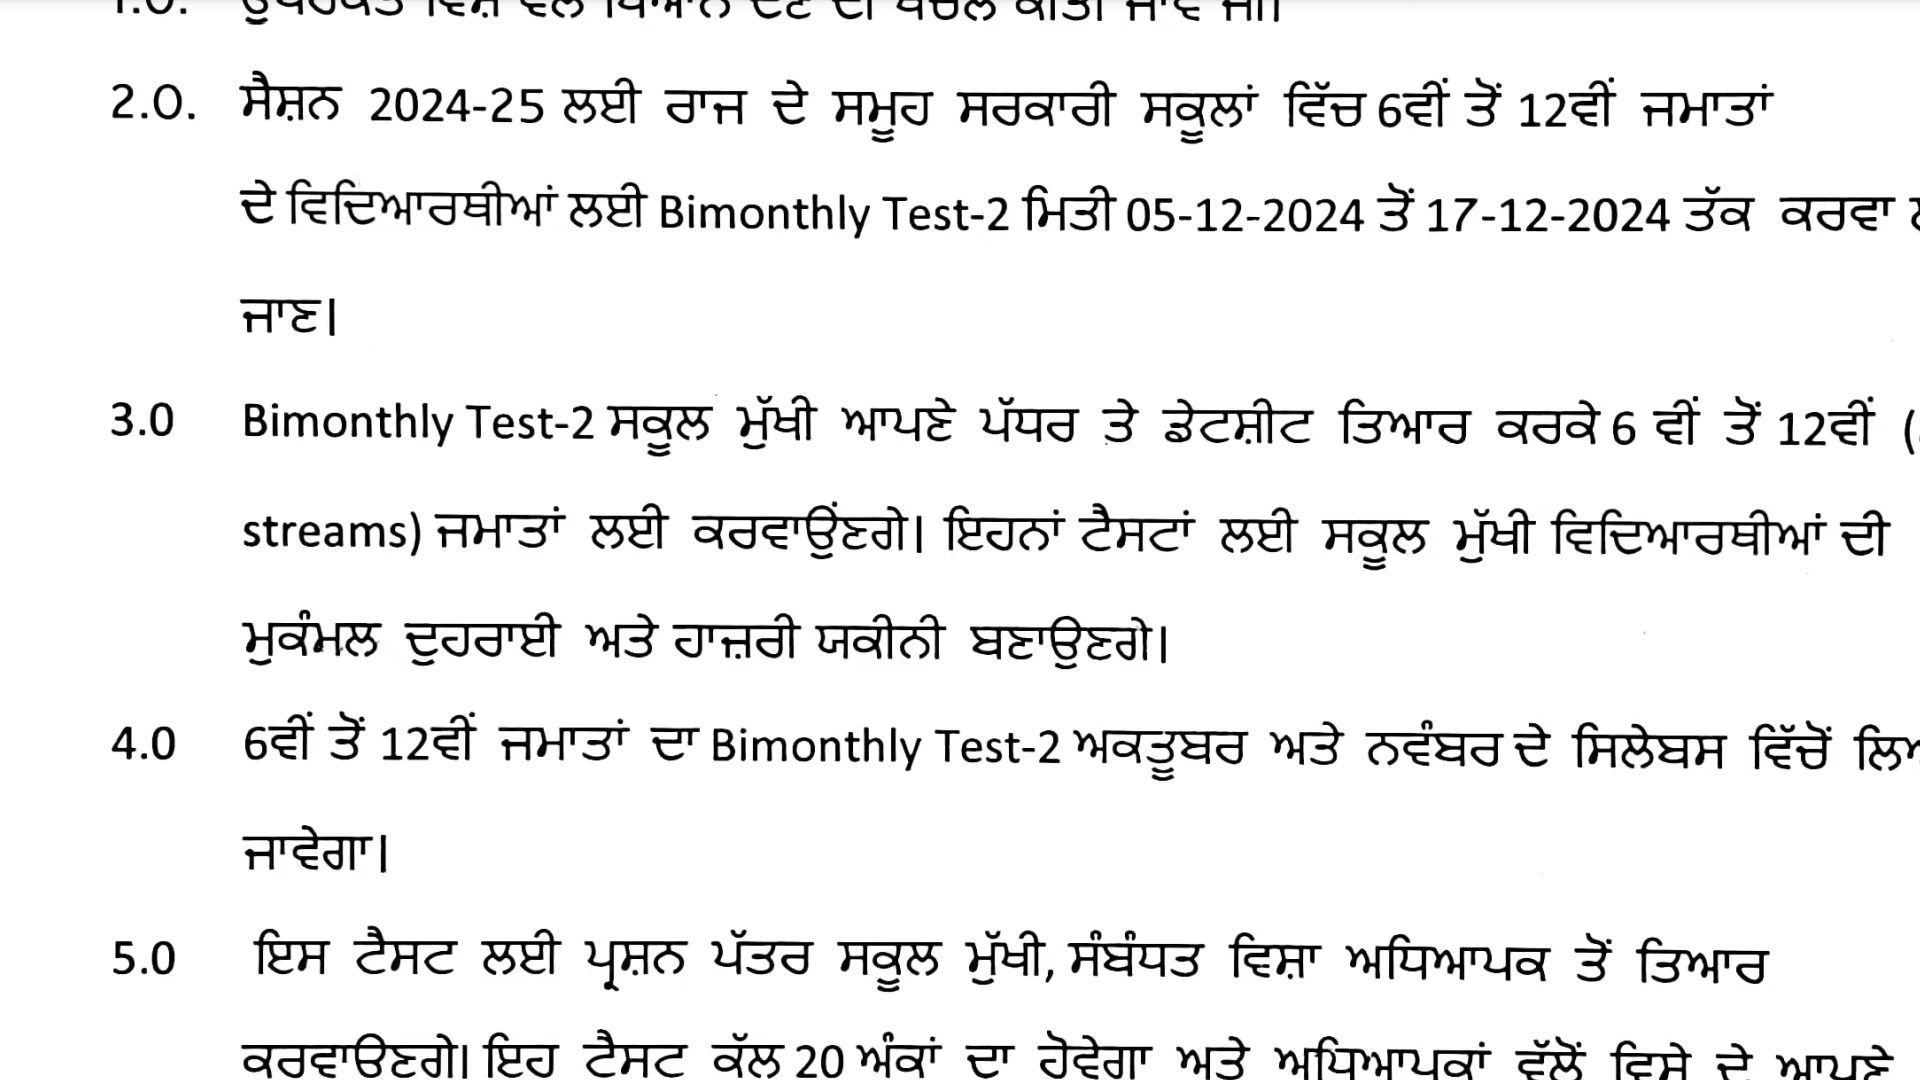 2.0. ਸੈਸ਼ਨ 2024-25 ਲਈ ਰਾਜ ਦੇ ਸਮੂਹ ਸਰਕਾਰੀ ਸਕੂਲਾਂ ਵਿੱਚ 6ਵੀਂ ਤੋਂ 12ਵੀਂ ਜਮਾਤਾਂ
ਦੇ ਵਿਦਿਆਰਥੀਆਂ ਲਈ Bimonthly Test-2 ਮਿਤੀ 05-12-2024 ਤੋਂ 17-12-2024 ਤੱਕ ਕਰਵਾ
ਜਾਣ।
3.0 Bimonthly Test-2 ਸਕੂਲ ਮੁੱਖੀ ਆਪਣੇ ਪੱਧਰ ਤੇ ਡੇਟਸ਼ੀਟ ਤਿਆਰ ਕਰਕੇ 6 ਵੀਂ ਤੋਂ 12ਵੀਂ (
streams) ਜਮਾਤਾਂ ਲਈ ਕਰਵਾਉਂਣਗੇ। ਇਹਨਾਂ ਟੈਸਟਾਂ ਲਈ ਸਕੂਲ ਮੁੱਖੀ ਵਿਦਿਆਰਥੀਆਂ ਦੀ
ਮੁਕੰਮਲ ਦੁਹਰਾਈ ਅਤੇ ਹਾਜ਼ਰੀ ਯਕੀਨੀ ਬਣਾਉਣਗੇ।
4.0 6ਵੀਂ ਤੋਂ 12ਵੀਂ ਜਮਾਤਾਂ ਦਾ Bimonthly Test-2 ਅਕਤੂਬਰ ਅਤੇ ਨਵੰਬਰ ਦੇ ਸਿਲੇਬਸ ਵਿੱਚੋਂ
ਜਾਵੇਗਾ।
5.0 ਇਸ ਟੈਸਟ ਲਈ ਪ੍ਰਸ਼ਨ ਪੱਤਰ ਸਕੂਲ ਮੁੱਖੀ, ਸੰਬੰਧਤ ਵਿਸ਼ਾ ਅਧਿਆਪਕ ਤੋਂ ਤਿਆਰ
ਕਰਵਾਉਣਗੇ। ਇਹ ਟੈਸਟ ਕੱਲ 20 ਅੰਕਾਂ ਦਾ ਹੋਵੇਗਾ ਅਤੇ ਅਧਿਆਪਕਾਂ ਵੱਲੋਂ ਵਿਸੇ ਦੇ ਆਪਣੇ